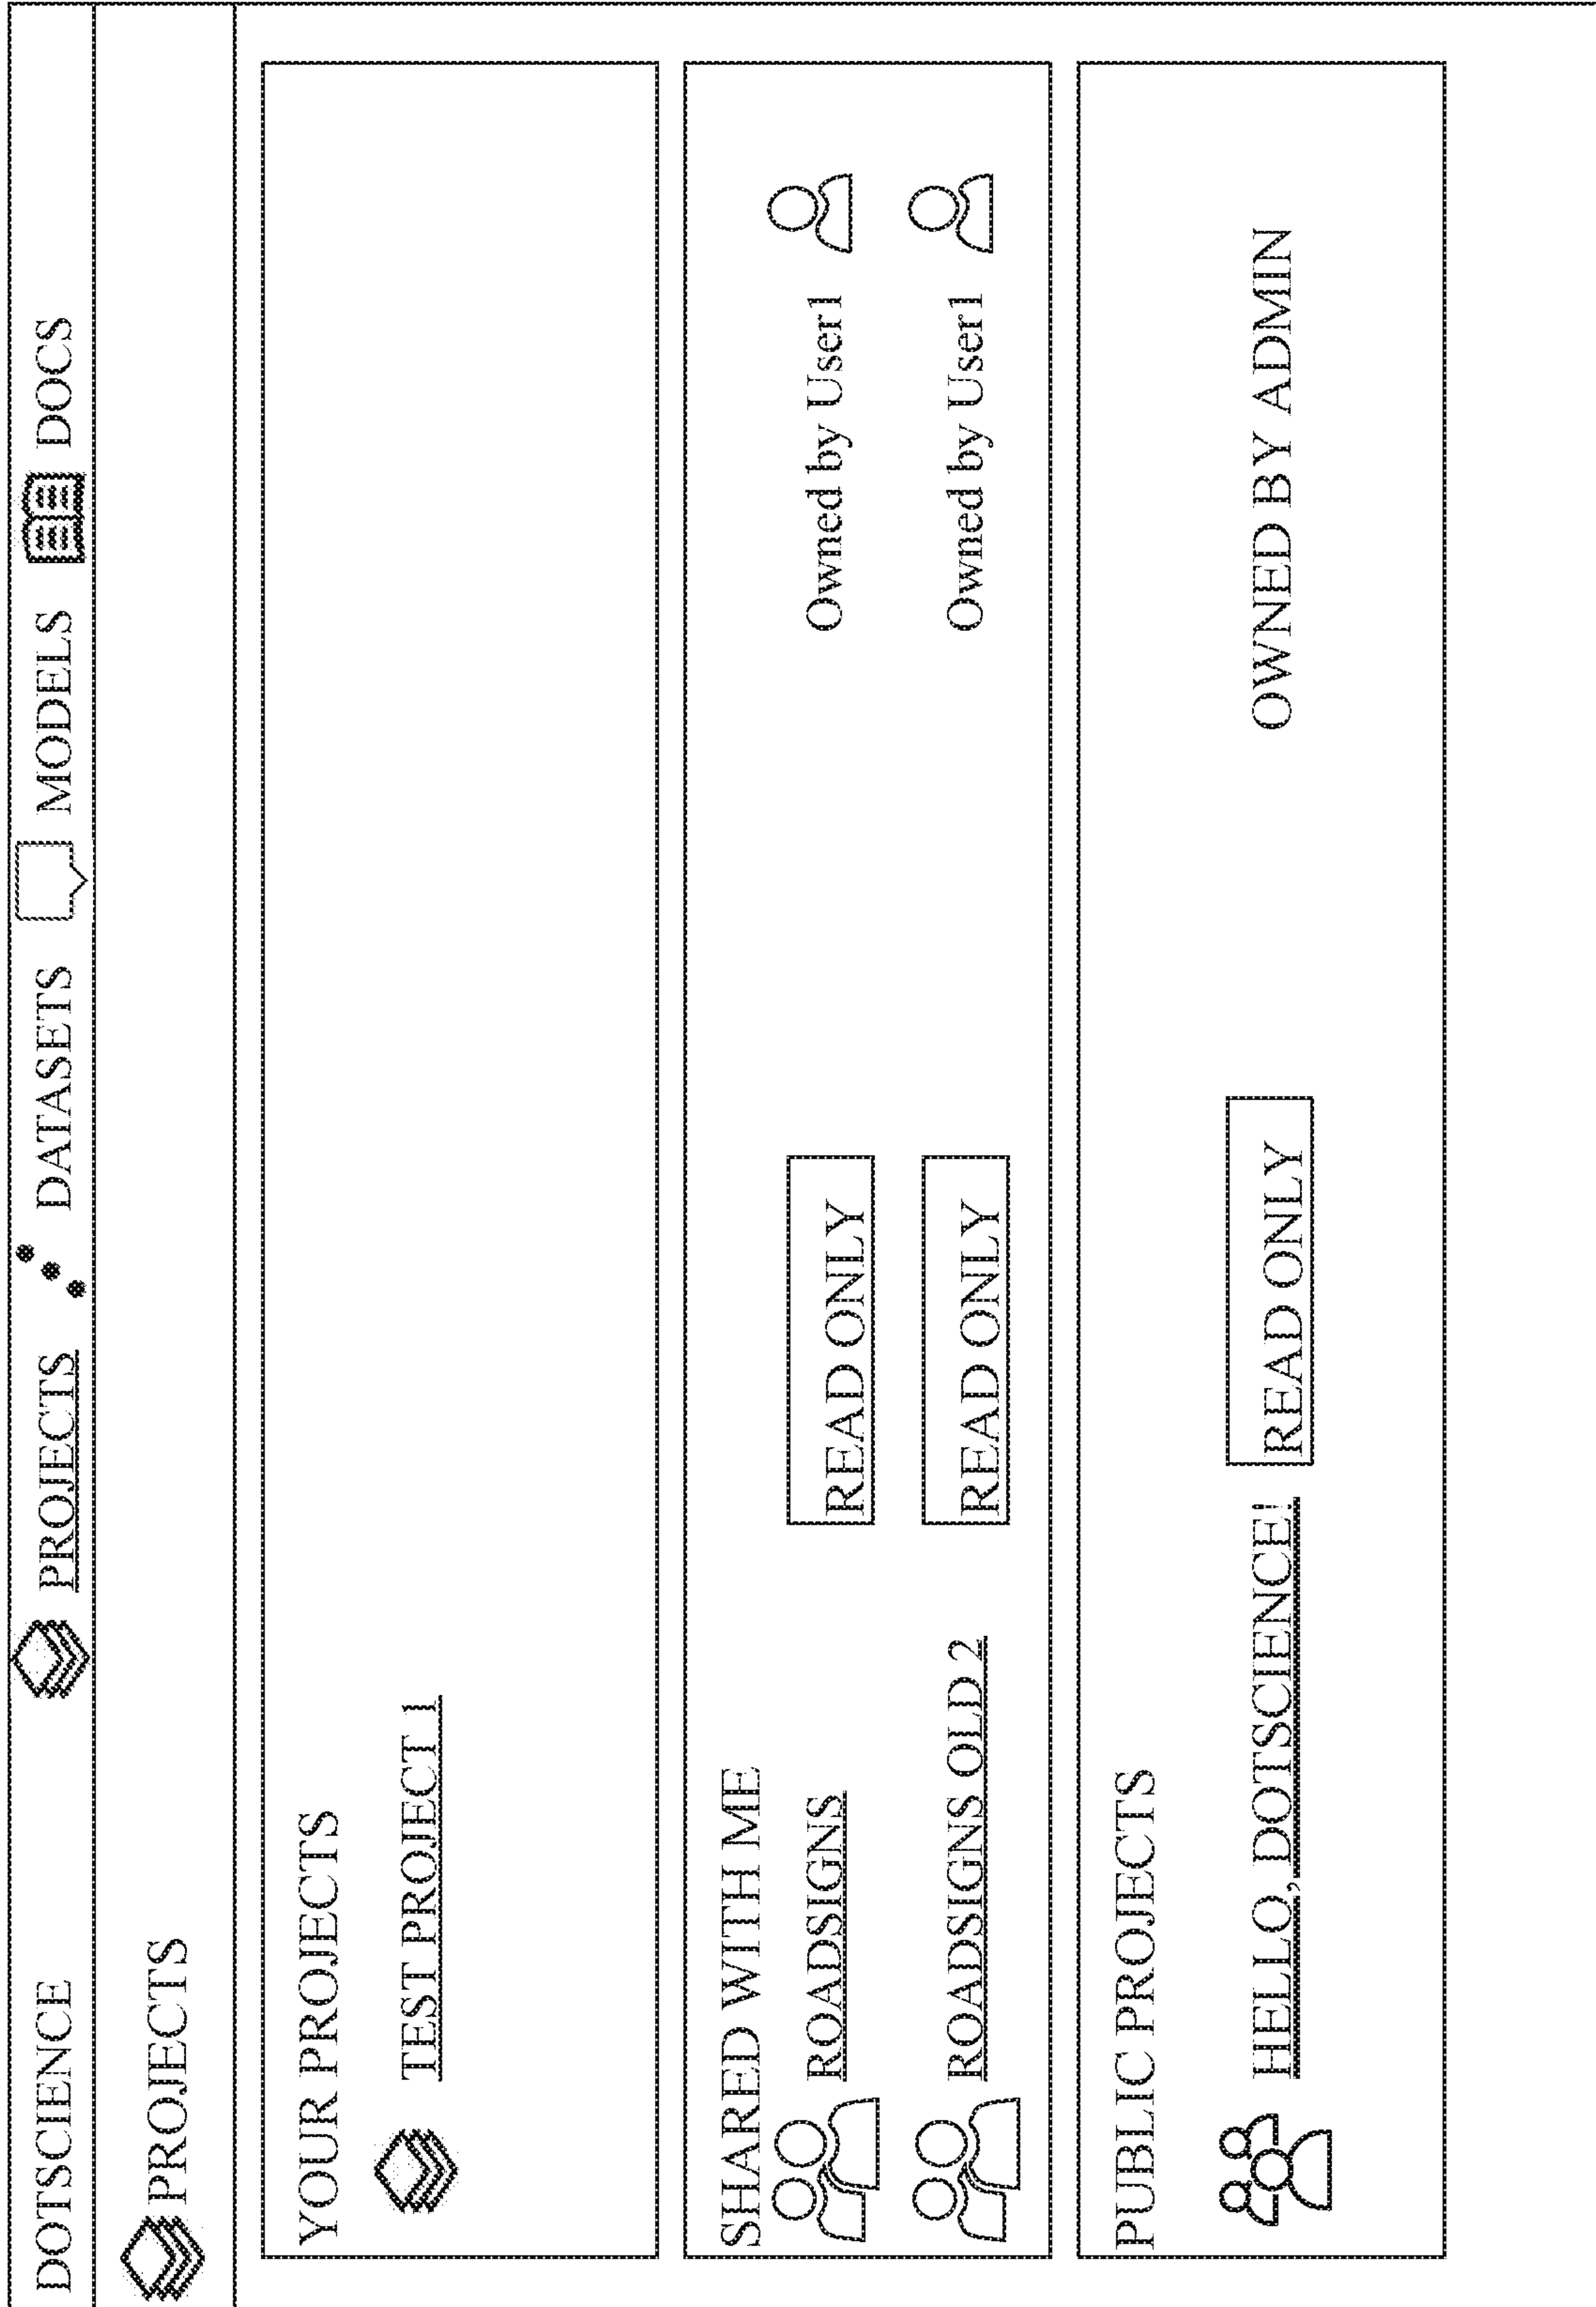 DOTSCIENCE PROJECTS DATASETS MODELS DOCS
PROJECTS
YOUR PROJECTS
TEST PROJECT 1
SHARED WITH ME
ROADSIGNS READ ONLY Owned by User1
ROADSIGNS OLD 2 READ ONLY Owned by User1
PUBLIC PROJECTS
HELLO, DOTSCIENCE! READ ONLY OWNED BY ADMIN